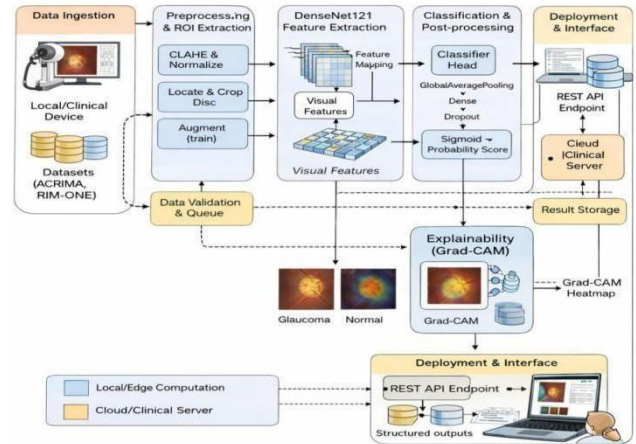 Data Ingestion
Local/Clinical
Device
Datasets
(ACRIMA,
RIM-ONE)
Preprocess.ng
& ROI Extraction
CLAHE &
Normalize
Locate & Crop
Disc
Augment
(train)
Data Validation
& Queue
DenseNet121
Feature Extraction
Feature
Mapping
Visual
Features
Visual Features
Classification &
Post-processing
Classifier
Head
GlobalAveragePooling
Dense
Dropout
Sigmoid
Probability Score
Deployment
& Interface
REST API
Endpoint
Cieud
|Clinical
Server
Result Storage
Explainability
(Grad-CAM)
Grad-CAM
Grad-CAM
Heatmap
Glaucoma
Normal
Deployment & Interface
REST API Endpoint
Structured outputs
Local/Edge Computation
Cloud/Clinical Server